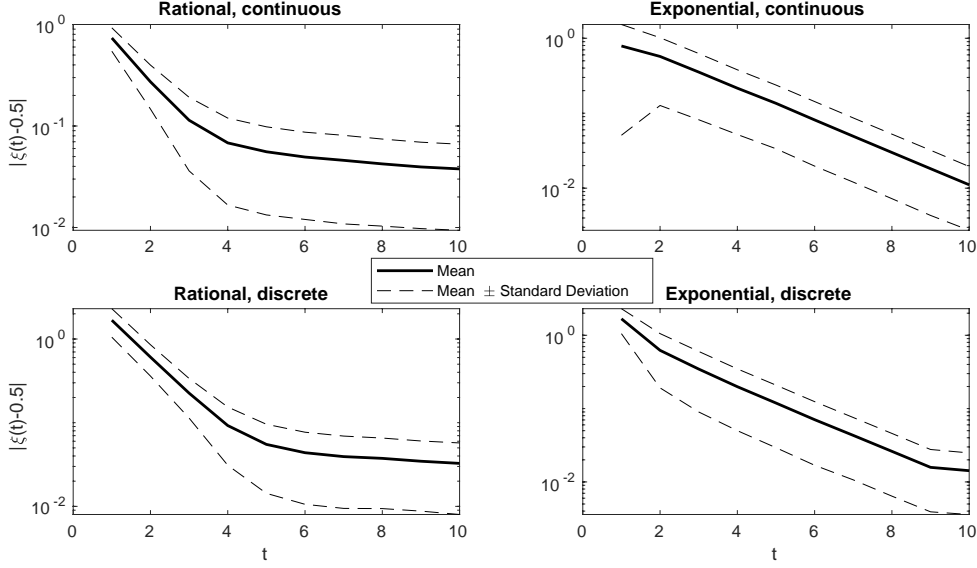 Rational, continuous
10^0
10^-1
10^-2
|ξ(t)-0.5|
0 2 4 6 8 10
Exponential, continuous
10^0
10^-2
0 2 4 6 8 10
Mean
Mean ± Standard Deviation
Rational, discrete
10^0
10^-2
|ξ(t)-0.5|
0 2 4 6 8 10
t
Exponential, discrete
10^0
10^-2
0 2 4 6 8 10
t